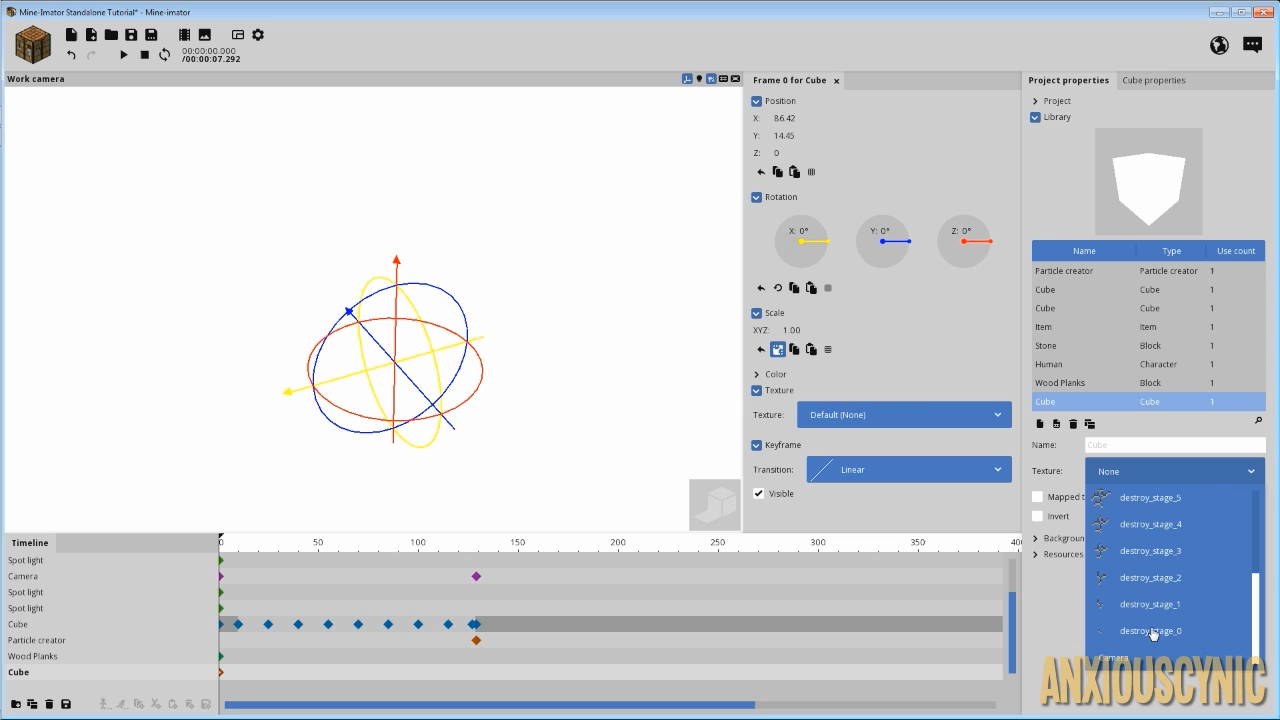 Mine-Imator Standalone Tutorial* - Mine-imator
00:00:00.000
/00:00:07.292
Work camera
Frame 0 for Cube
Position
X: 86.42
Y: 14.45
Z: 0
Rotation
X: 0° Y: 0° Z: 0°
Scale
XYZ: 1.00
Color
Texture
Texture: Default (None)
Keyframe
Transition: Linear
Visible
Project properties Cube properties
Project
Library
Name Type Use count
Particle creator Particle creator 1
Cube Cube 1
Cube Cube 1
Item Item 1
Stone Block 1
Human Character 1
Wood Planks Block 1
Cube Cube 1
Name: Cube
Texture: None
Mapped t
Invert
Backgroun
Resources
destroy_stage_5
destroy_stage_4
destroy_stage_3
destroy_stage_2
destroy_stage_1
destroy_stage_0
Camera
Timeline
0 50 100 150 200 250 300 350 400
Spot light
Camera
Spot light
Spot light
Cube
Particle creator
Wood Planks
Cube
ANXIOUSCYNIC